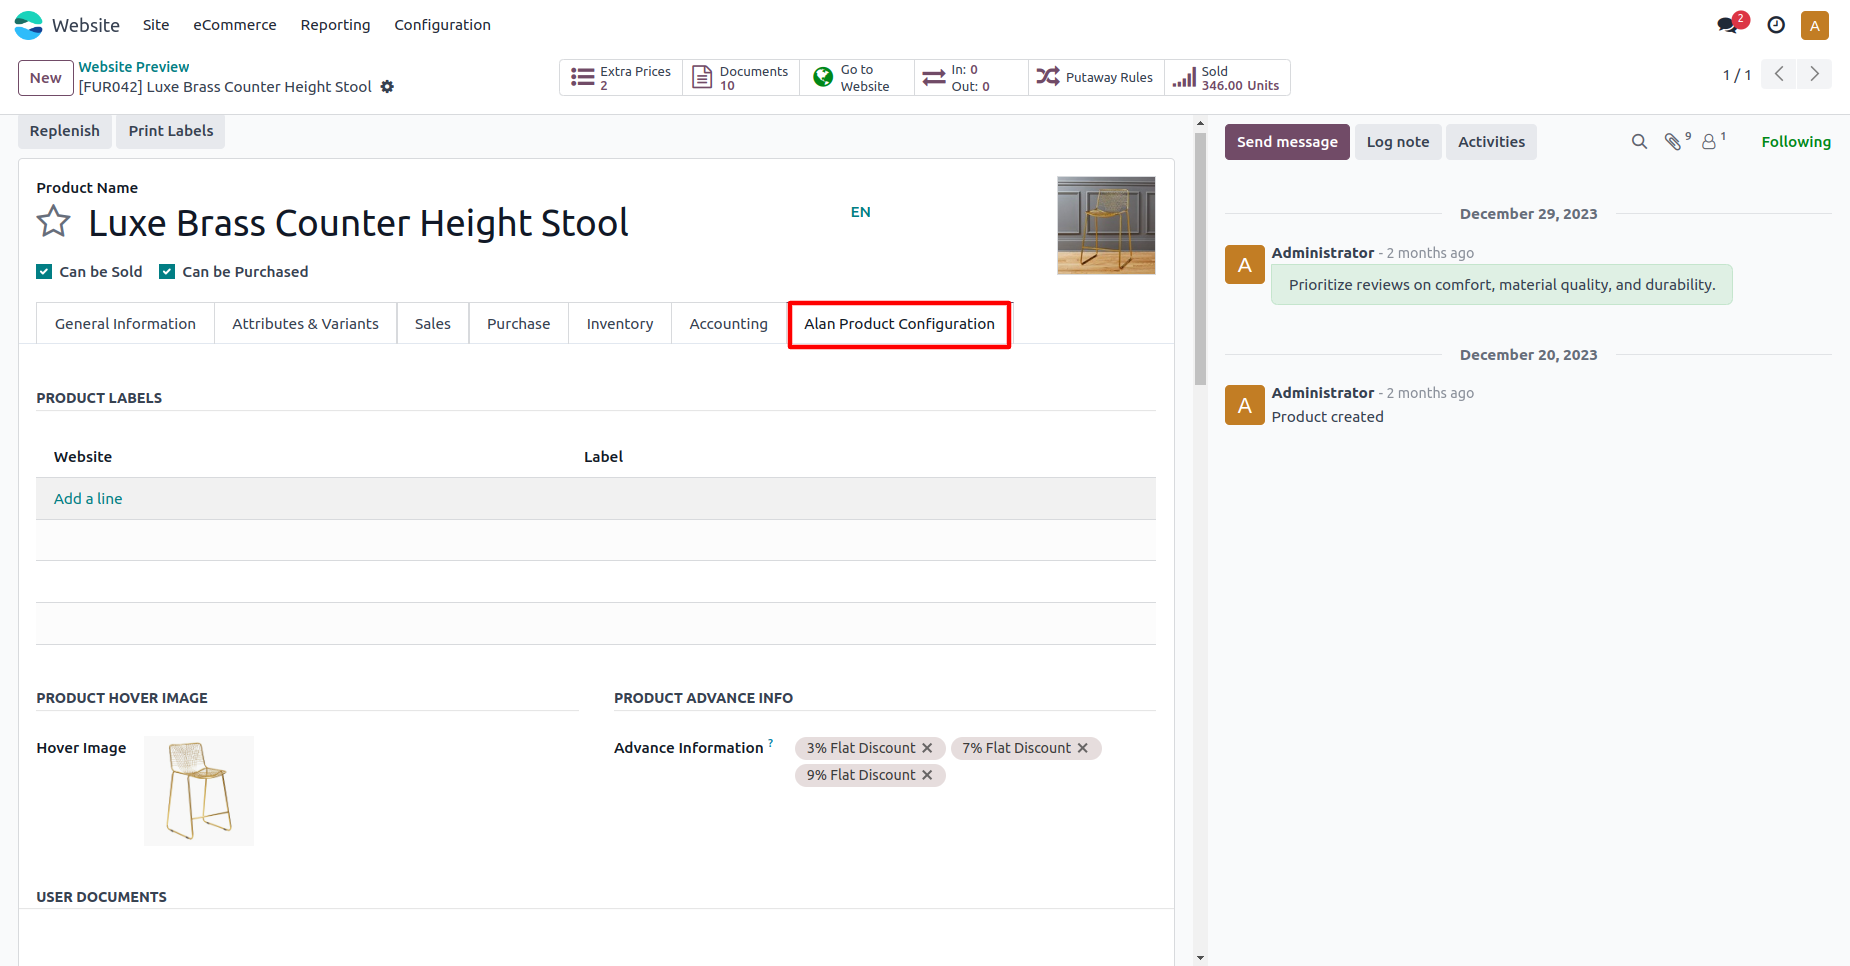 Website Site eCommerce Reporting Configuration 2 A
New Website Preview
[FUR042] Luxe Brass Counter Height Stool
Extra Prices
2
Documents
10
Go to
Website
In: 0
Out: 0
Putaway Rules
Sold
346.00 Units
1 / 1
Replenish Print Labels
Send message Log note Activities 9 1 Following
Product Name
Luxe Brass Counter Height Stool EN
Can be Sold Can be Purchased
General Information Attributes & Variants Sales Purchase Inventory Accounting Alan Product Configuration
PRODUCT LABELS
Website Label
Add a line
PRODUCT HOVER IMAGE
Hover Image
PRODUCT ADVANCE INFO
Advance Information ? 3% Flat Discount 7% Flat Discount
9% Flat Discount
USER DOCUMENTS
December 29, 2023
A Administrator - 2 months ago
Prioritize reviews on comfort, material quality, and durability.
December 20, 2023
A Administrator - 2 months ago
Product created